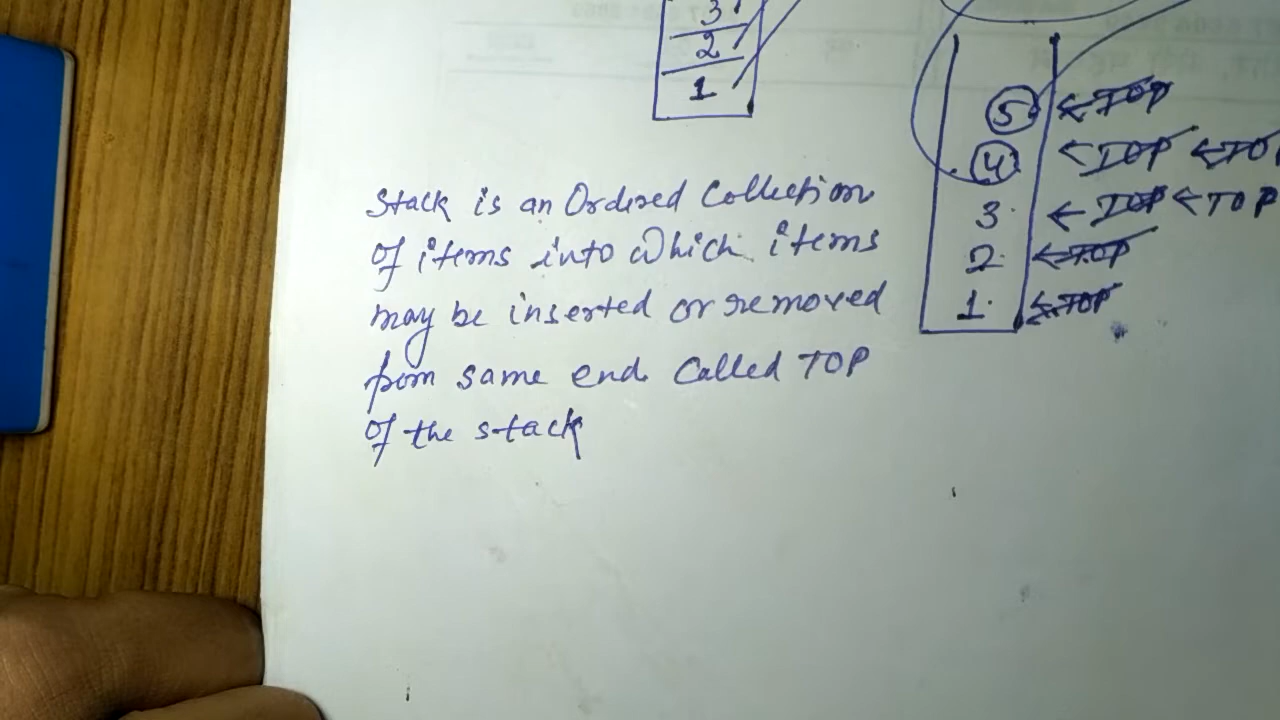 3
2
1
5 ← TOP
4 ← TOP ← TOP
3 ← TOP ← TOP
2 ← TOP
1 ← TOP
Stack is an Ordered Collection
of items into which items
may be inserted or removed
from same end called TOP
of the stack